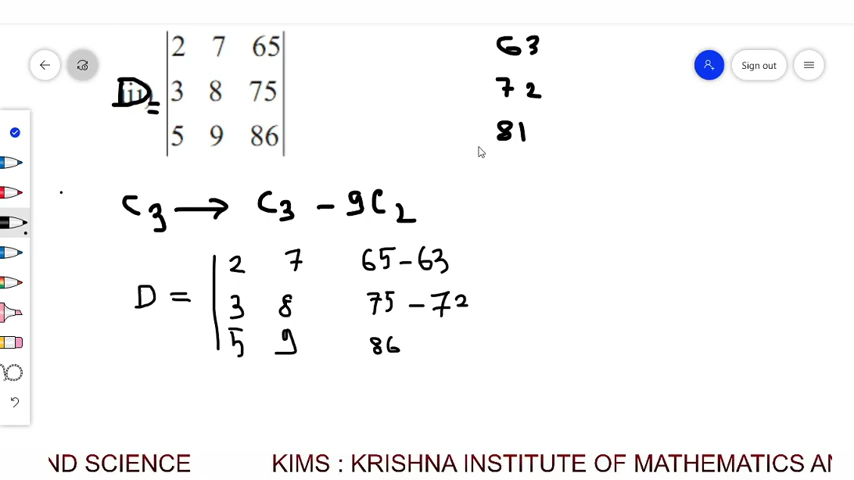 2 7 65 63
D = 3 8 75 72
5 9 86 81
Sign out
C3 → C3 - 9C2
2 7 65-63
D = 3 8 75-72
5 9 86
ND SCIENCE KIMS : KRISHNA INSTITUTE OF MATHEMATICS AN